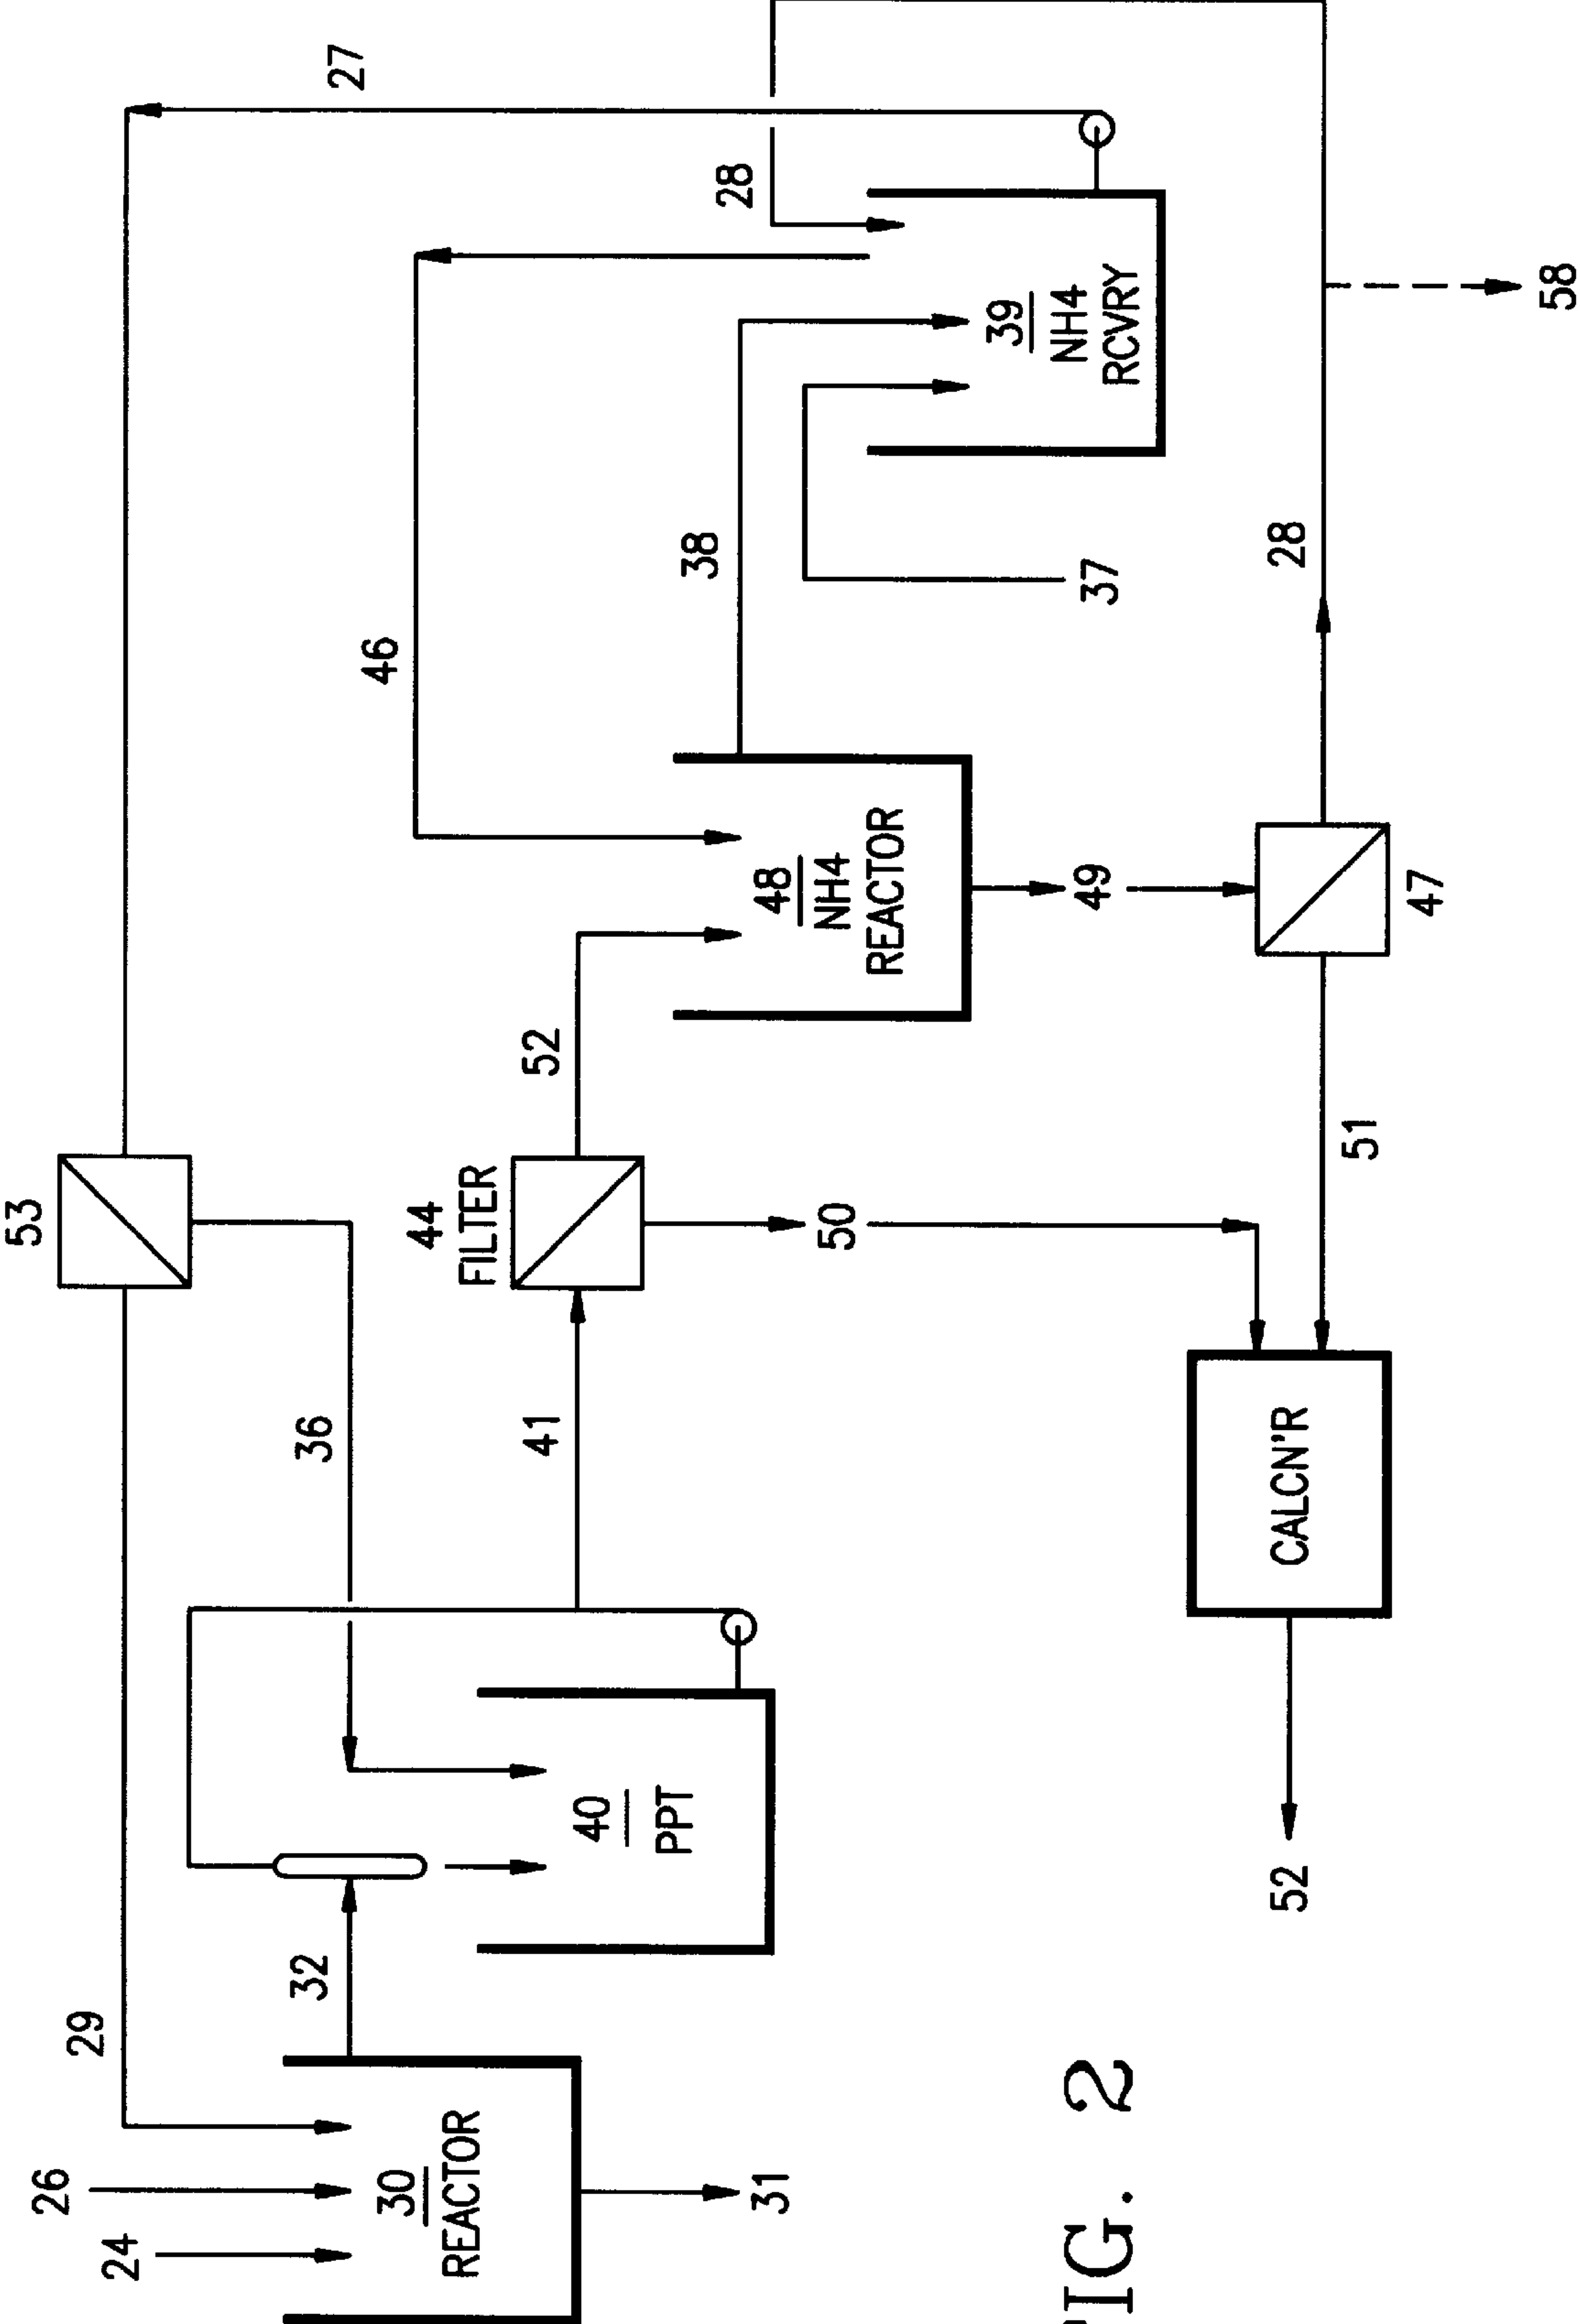 53
26
29
24
32
36
27
46
30
REACTOR
44
FILTER
41
52
40
PPT
38
28
31
48
NH4
REACTOR
50
39
NH4
RCVRY
49
37
FIG. 2
52
CALCN'R
28
51
47
58